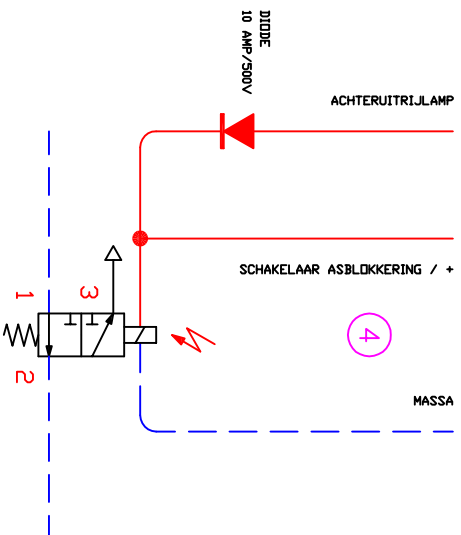 DIODE
10 AMP/500V
ACHTERUITRIJLAMP
SCHAKELAAR ASBLOKKERING / +
1
3
4
2
MASSA